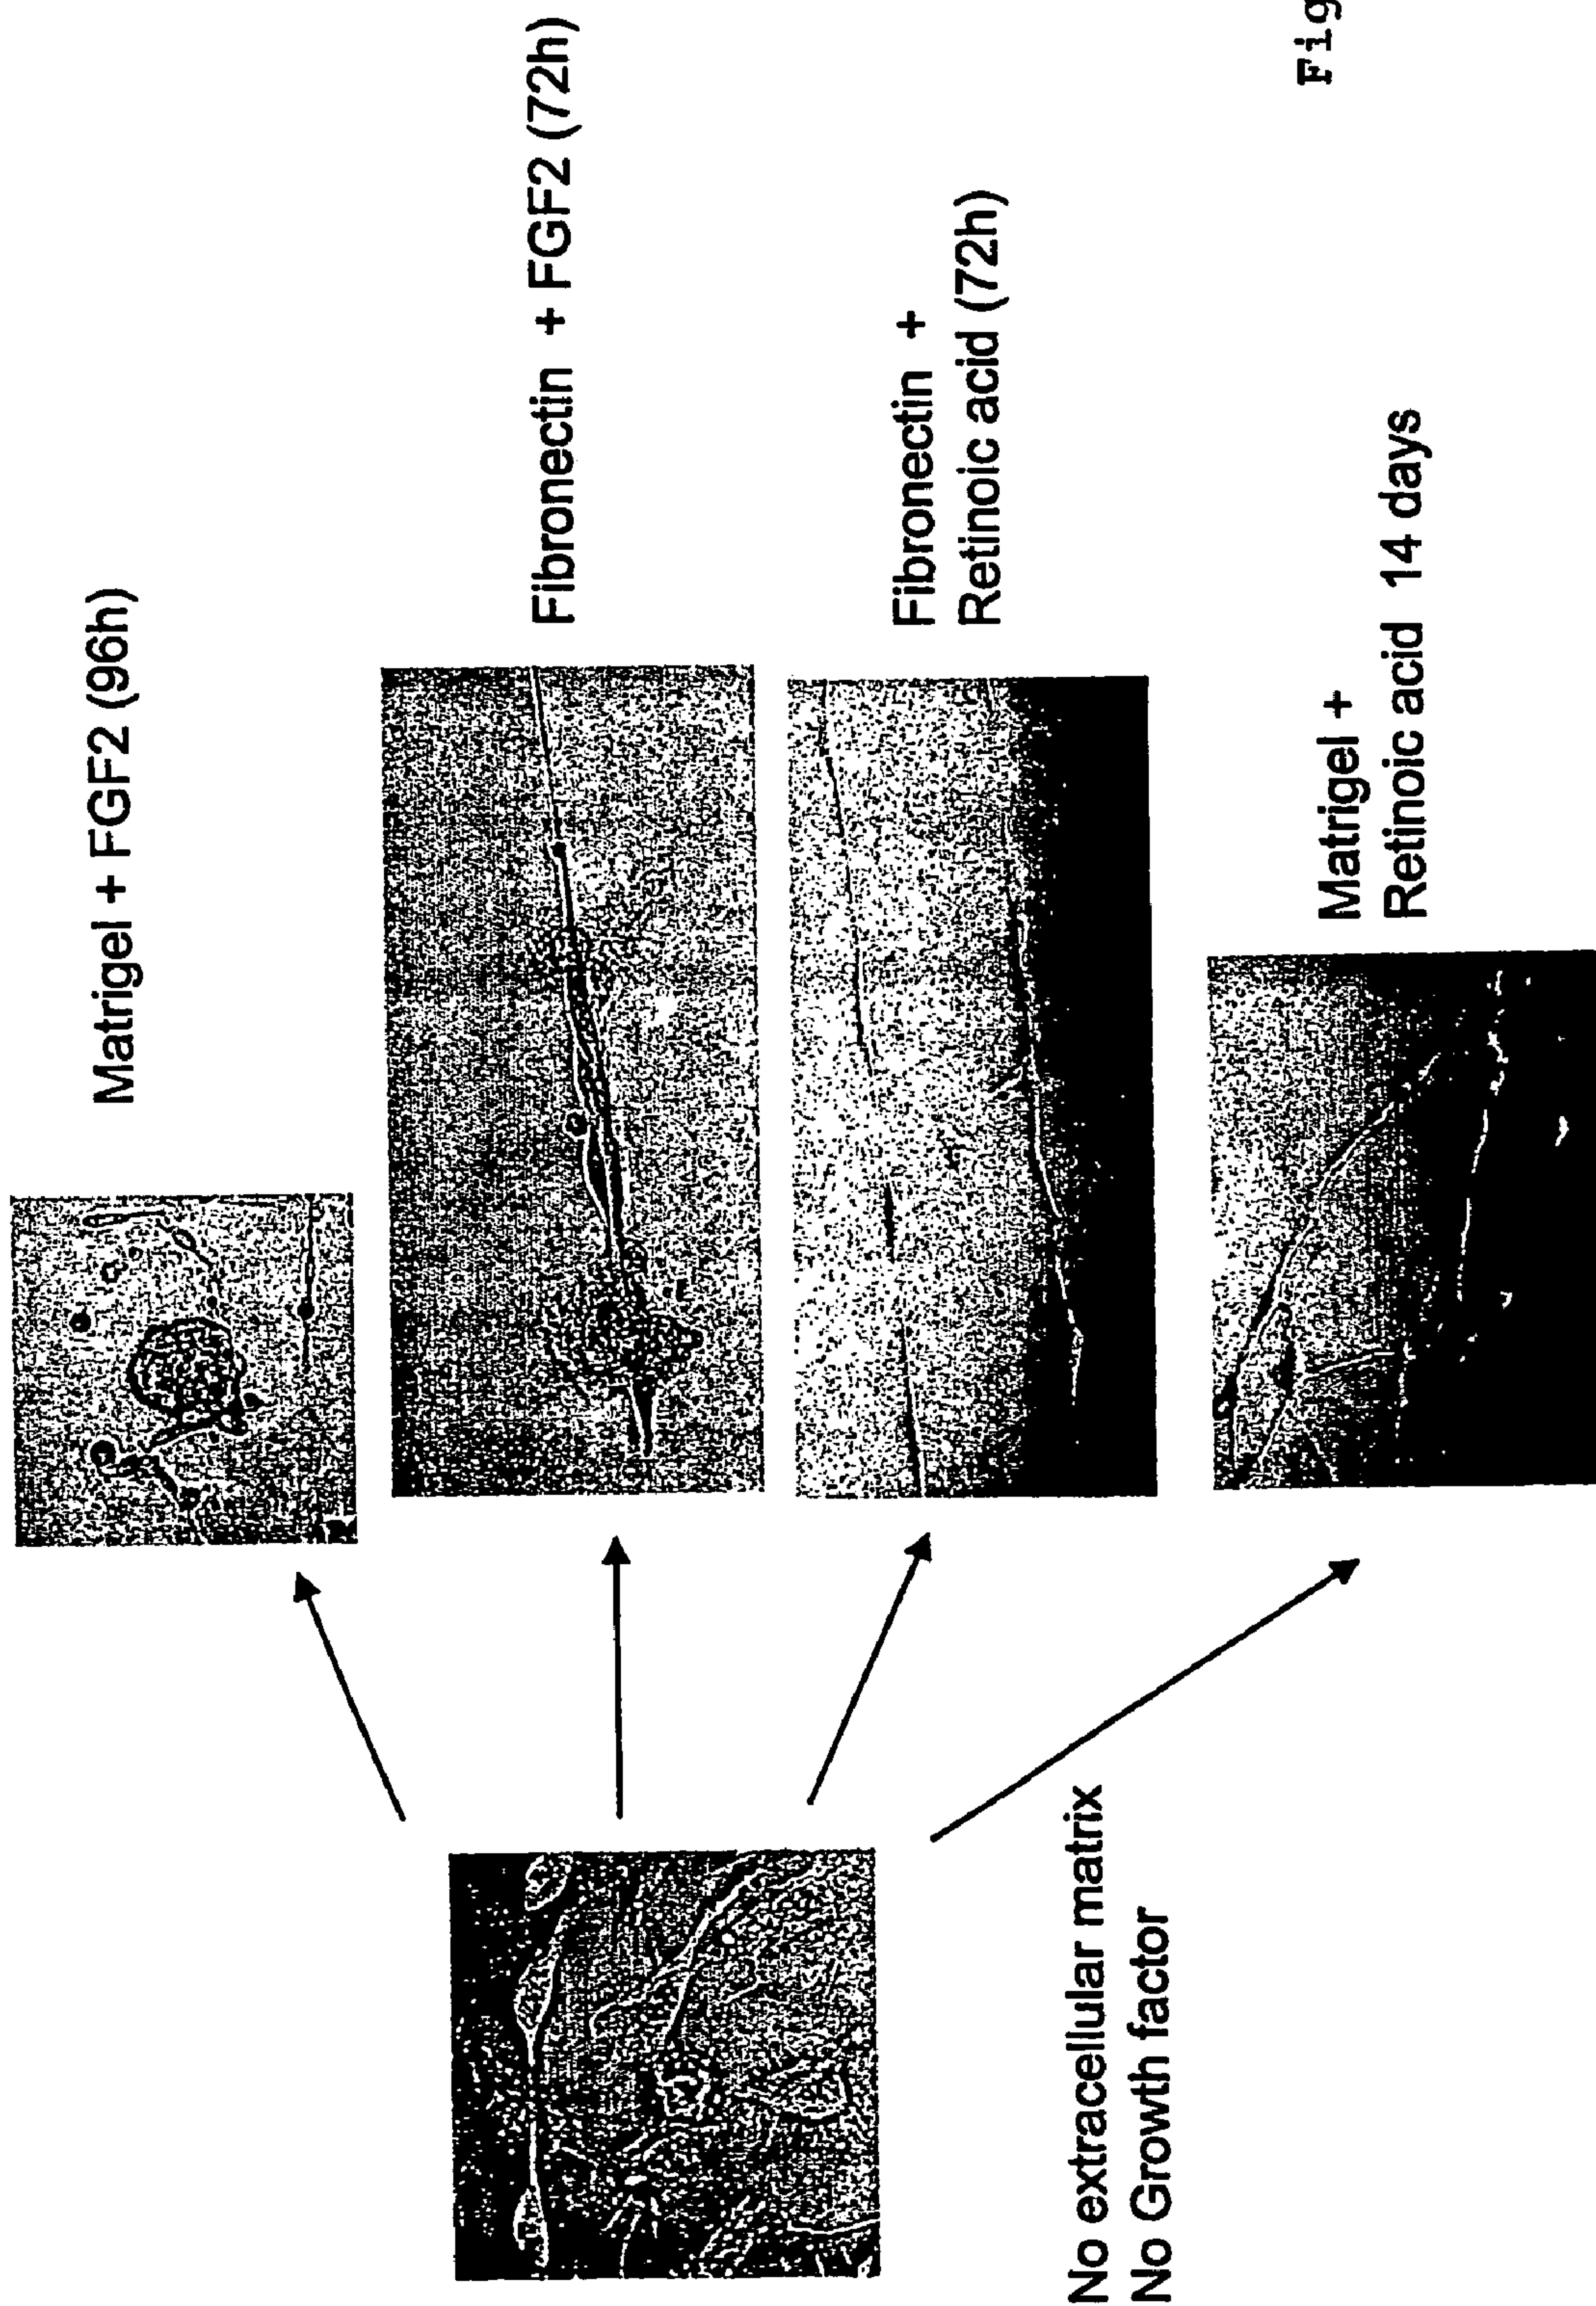 Matrigel + FGF2 (96h)
Fibronectin + FGF2 (72h)
Fibronectin +
Retinoic acid (72h)
Matrigel +
Retinoic acid 14 days
No extracellular matrix
No Growth factor
Fig